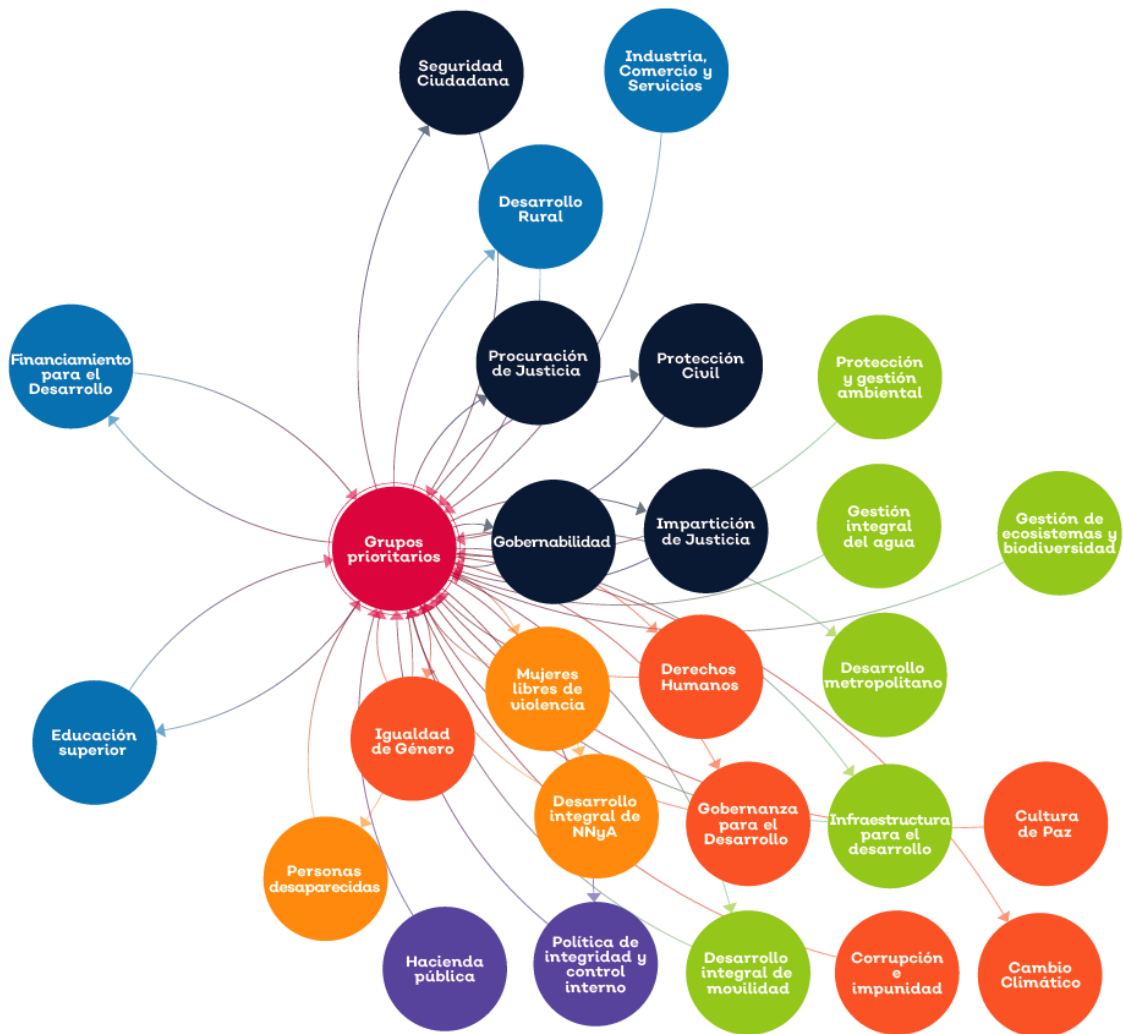 Seguridad
Ciudadana
Industria,
Comercio y
Servicios
Desarrollo
Rural
Financiamiento
para el
Desarrollo
Procuración
de Justicia
Protección
Civil
Protección
y gestión
ambiental
Grupos
prioritarios
Gobernabilidad
Impartición
de Justicia
Gestión
integral
del agua
Gestión de
ecosistemas y
biodiversidad
Mujeres
libres de
violencia
Derechos
Humanos
Desarrollo
metropolitano
Educación
superior
Igualdad
de Género
Desarrollo
integral de
NNyA
Gobernanza
para el
Desarrollo
Infraestructura
para el
desarrollo
Cultura
de Paz
Personas
desaparecidas
Hacienda
pública
Política de
integridad y
control
interno
Desarrollo
integral de
movilidad
Corrupción
e
impunidad
Cambio
Climático